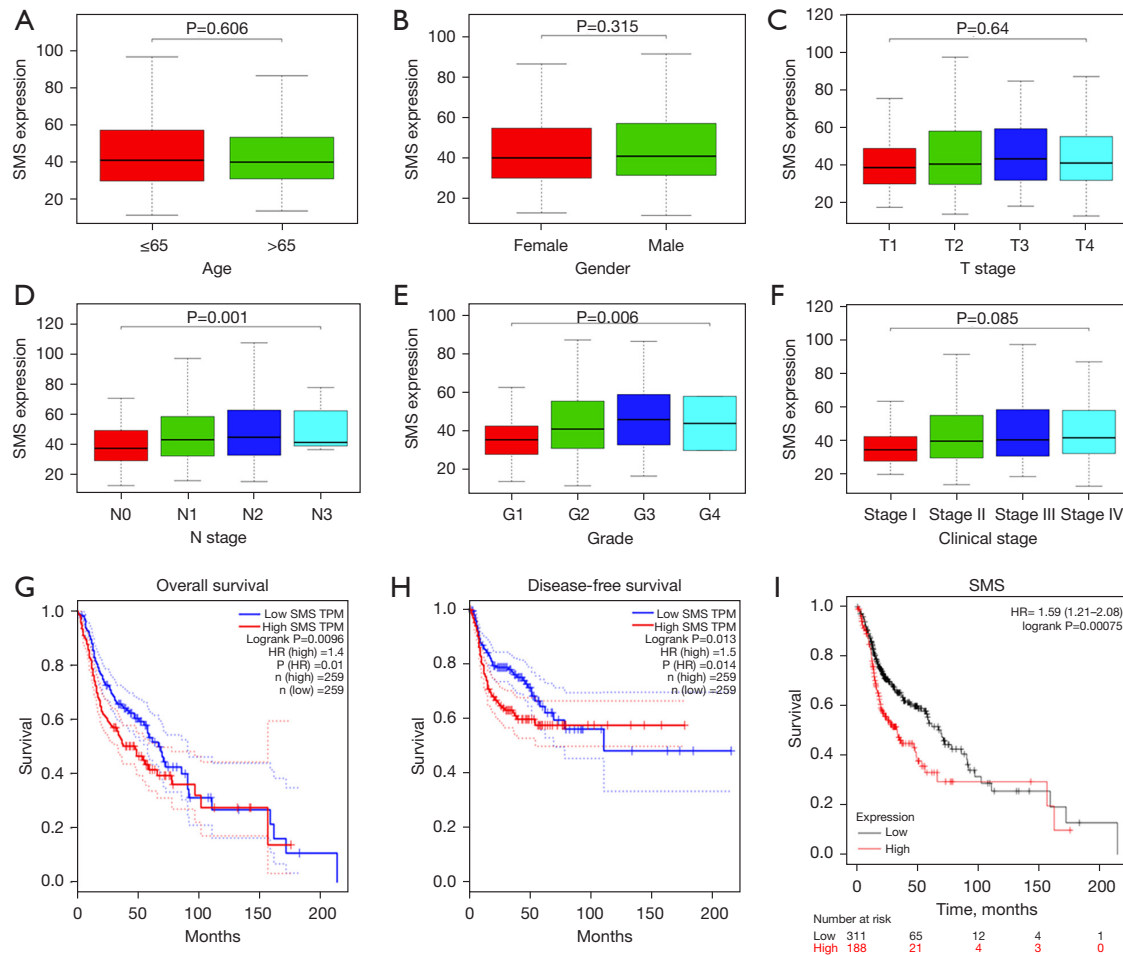 A
P=0.606
SMS expression
100
80
60
40
20
≤65
>65
Age
B
P=0.315
SMS expression
100
80
60
40
20
Female
Male
Gender
C
P=0.64
SMS expression
120
100
80
60
40
20
0
T1
T2
T3
T4
T stage
D
P=0.001
SMS expression
120
100
80
60
40
20
N0
N1
N2
N3
N stage
E
P=0.006
SMS expression
100
80
60
40
20
G1
G2
G3
G4
Grade
F
P=0.085
SMS expression
120
100
80
60
40
20
0
Stage I
Stage II
Stage III
Stage IV
Clinical stage
G
Overall survival
Low SMS TPM
High SMS TPM
Logrank P=0.0096
HR (high) =1.4
P (HR) =0.01
n (high) =259
n (low) =259
Survival
1.0
0.8
0.6
0.4
0.2
0.0
0 50 100 150 200
Months
H
Disease-free survival
Low SMS TPM
High SMS TPM
Logrank P=0.013
HR (high) =1.5
P (HR) =0.014
n (high) =259
n (low) =259
Survival
1.0
0.8
0.6
0.4
0.2
0.0
0 50 100 150 200
Months
I
SMS
HR= 1.59 (1.21–2.08)
logrank P=0.00075
Survival
1.0
0.8
0.6
0.4
0.2
0.0
Expression
Low
High
0 50 100 150 200
Time, months
Number at risk
Low 311 65 12 4 1
High 188 21 4 3 0